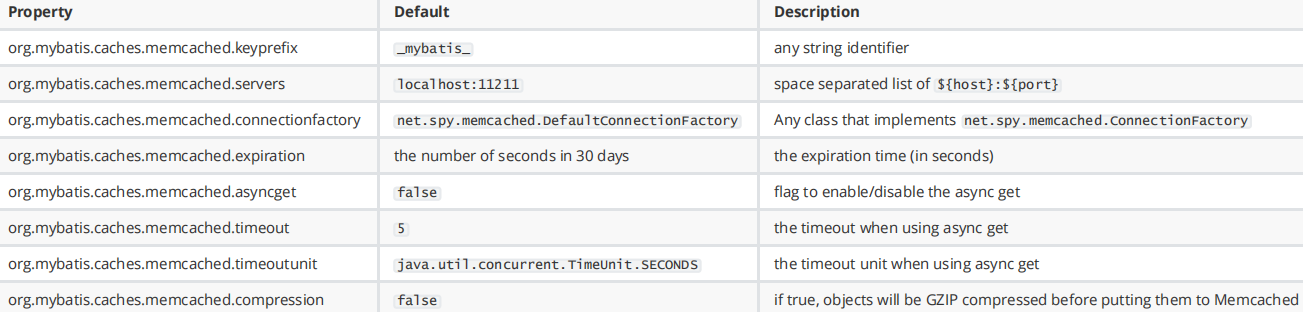 Property Default Description
org.mybatis.caches.memcached.keyprefix _mybatis_ any string identifier
org.mybatis.caches.memcached.servers localhost:11211 space separated list of ${host}:${port}
org.mybatis.caches.memcached.connectionfactory net.spy.memcached.DefaultConnectionFactory Any class that implements net.spy.memcached.ConnectionFactory
org.mybatis.caches.memcached.expiration the number of seconds in 30 days the expiration time (in seconds)
org.mybatis.caches.memcached.asyncget false flag to enable/disable the async get
org.mybatis.caches.memcached.timeout 5 the timeout when using async get
org.mybatis.caches.memcached.timeoutunit java.util.concurrent.TimeUnit.SECONDS the timeout unit when using async get
org.mybatis.caches.memcached.compression false if true, objects will be GZIP compressed before putting them to Memcached